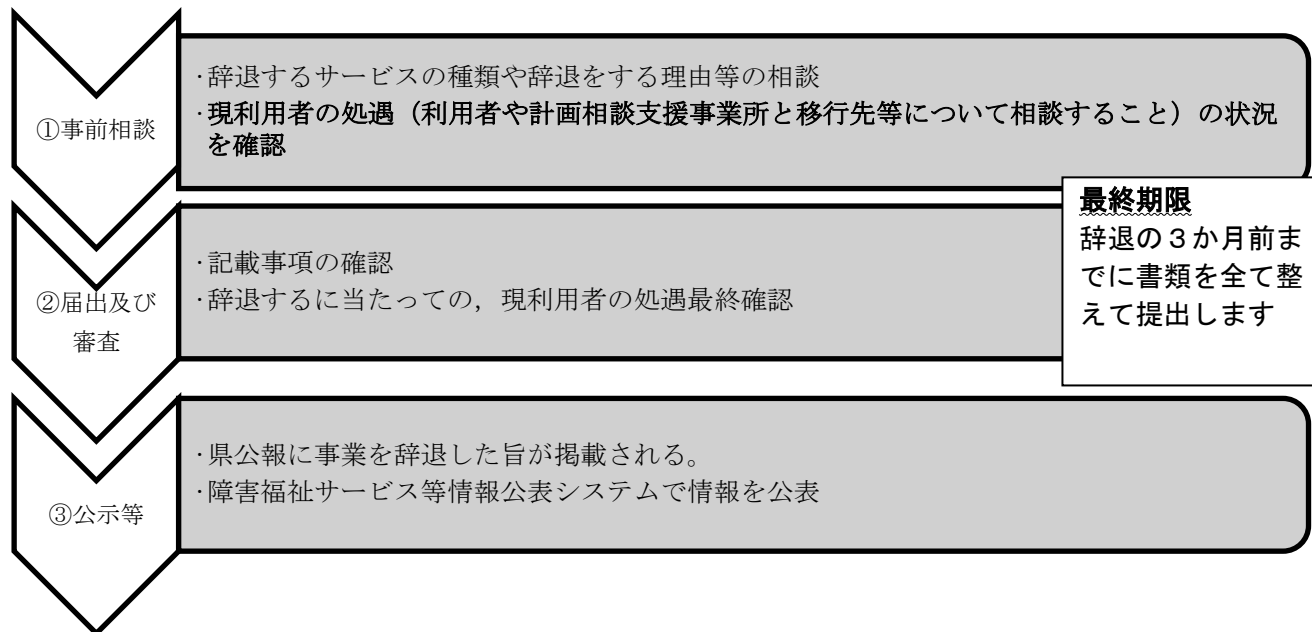 ①事前相談
·辞退するサービスの種類や辞退をする理由等の相談
·現利用者の処遇（利用者や計画相談支援事業所と移行先等について相談すること）の状況
を確認
最終期限
辞退の３か月前ま
でに書類を全て整
えて提出します
②届出及び
審査
·記載事項の確認
·辞退するに当たっての，現利用者の処遇最終確認
③公示等
·県公報に事業を辞退した旨が掲載される。
·障害福祉サービス等情報公表システムで情報を公表